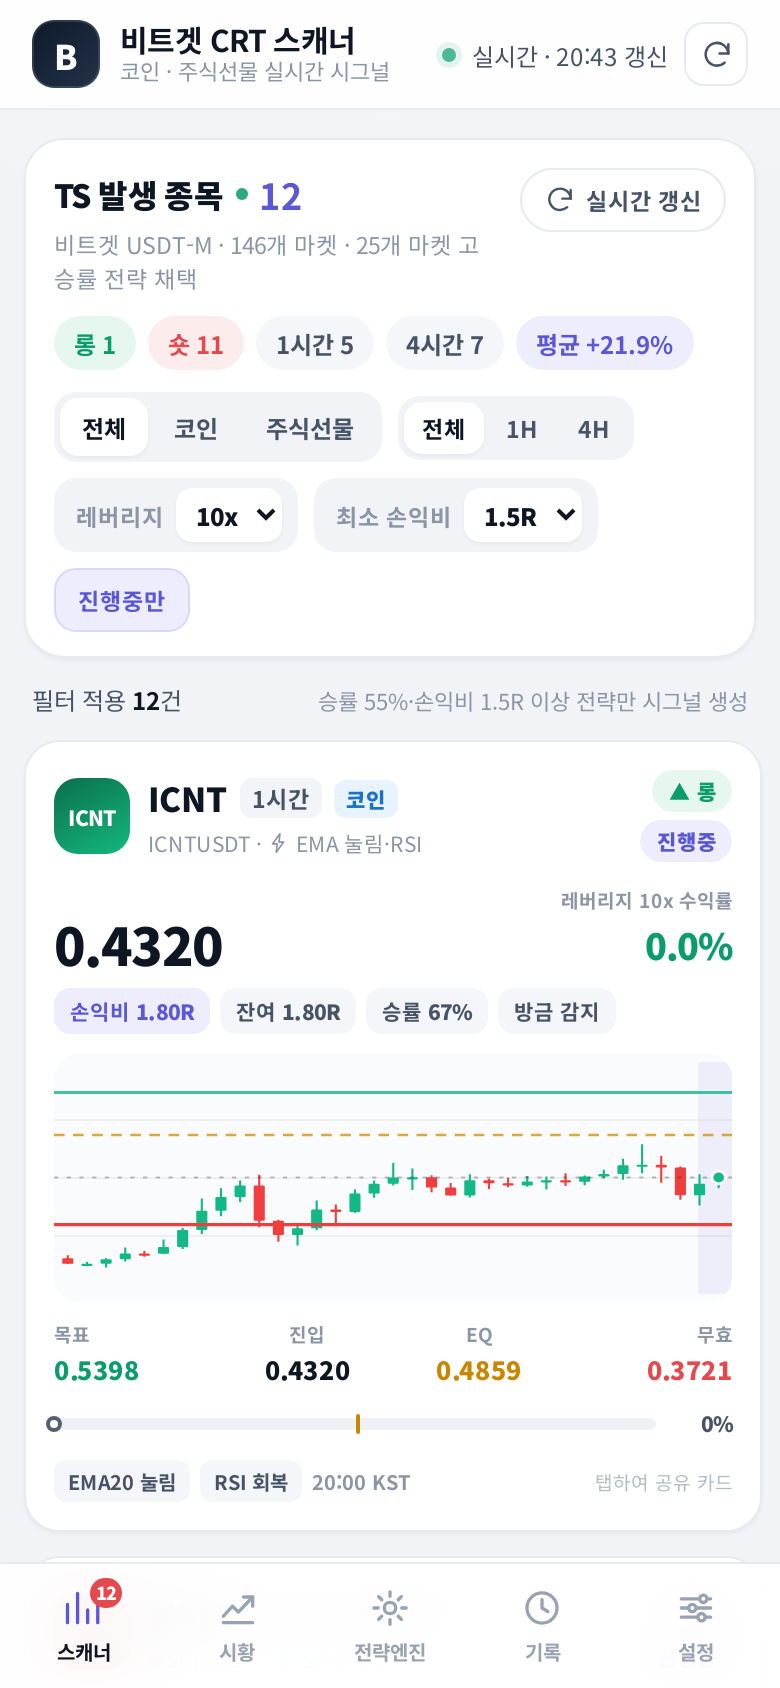 B
비트겟 CRT 스캐너
코인 · 주식선물 실시간 시그널
실시간 · 20:43 갱신
TS 발생 종목 • 12
실시간 갱신
비트겟 USDT-M · 146개 마켓 · 25개 마켓 고
승률 전략 채택
롱 1
숏 11
1시간 5
4시간 7
평균 +21.9%
전체
코인
주식선물
전체
1H
4H
레버리지
10x
최소 손익비
1.5R
진행중만
필터 적용 12건
승률 55%·손익비 1.5R 이상 전략만 시그널 생성
ICNT
ICNT
1시간
코인
▲ 롱
ICNTUSDT · EMA 눌림·RSI
진행중
레버리지 10x 수익률
0.4320
0.0%
손익비 1.80R
잔여 1.80R
승률 67%
방금 감지
목표
진입
EQ
무효
0.5398
0.4320
0.4859
0.3721
0%
EMA20 눌림
RSI 회복
20:00 KST
탭하여 공유 카드
12
스캐너
시황
전략엔진
기록
설정